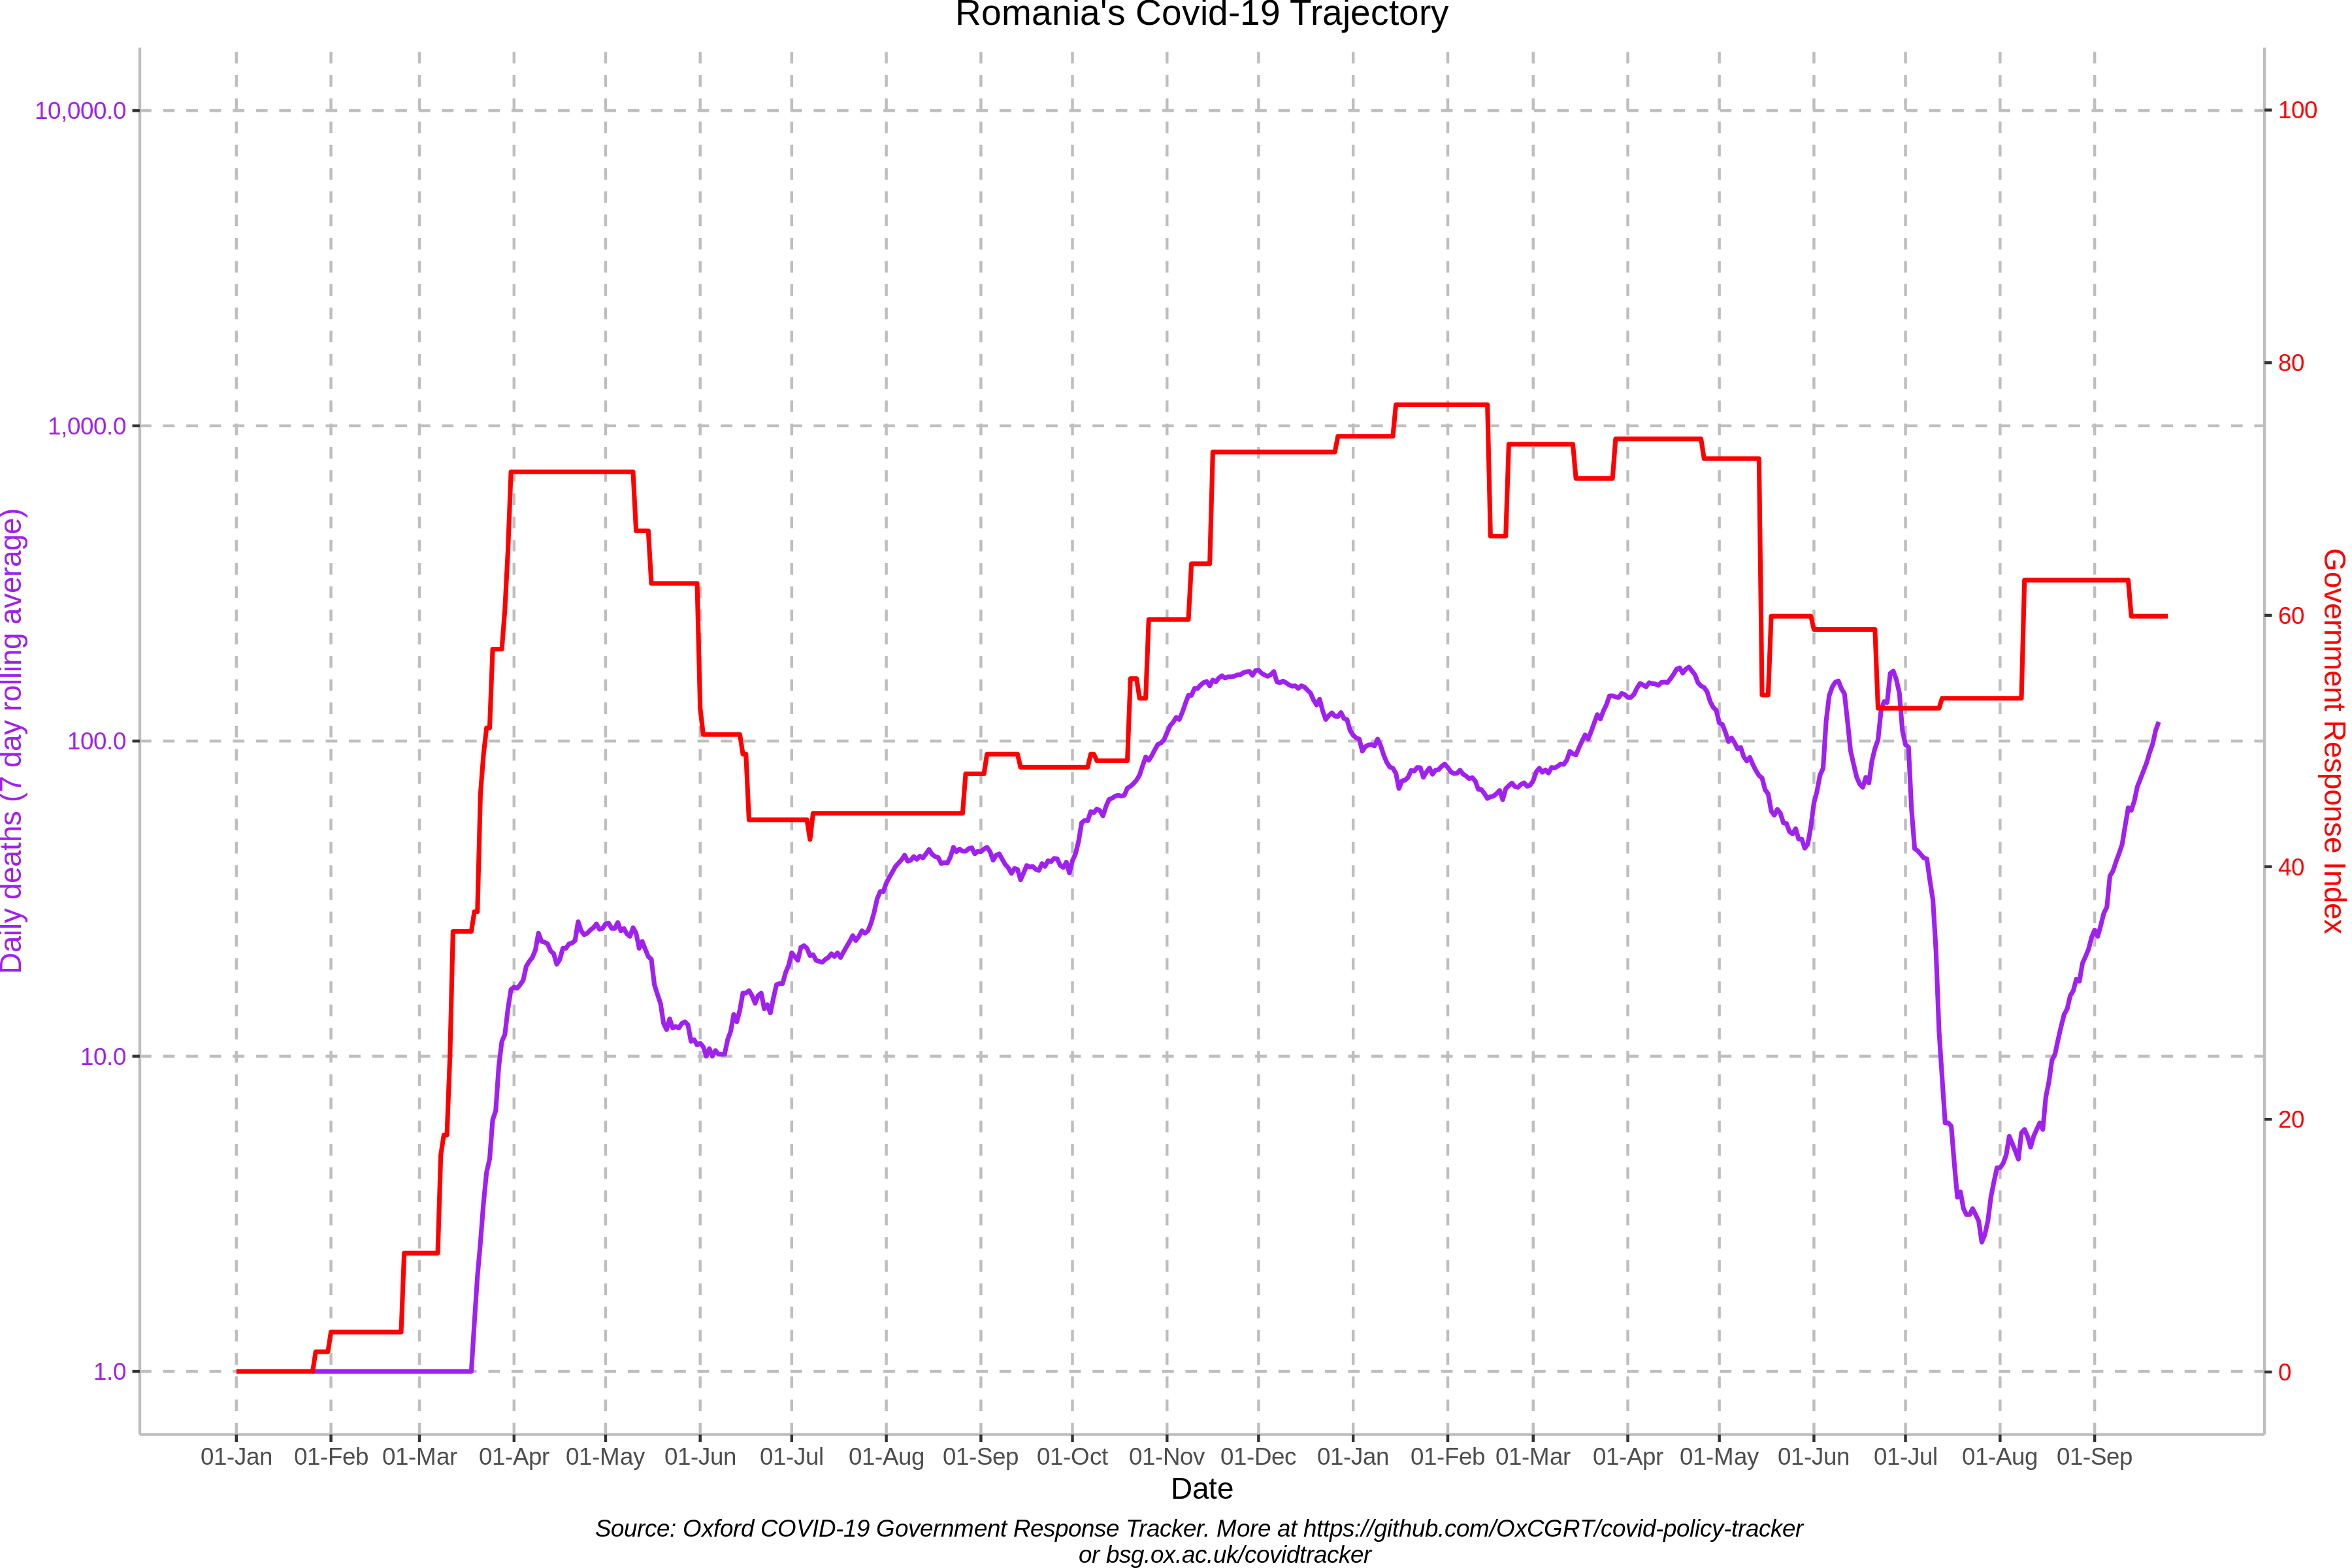 Romania's Covid-19 Trajectory
Daily deaths (7 day rolling average)
10,000.0
1,000.0
100.0
10.0
1.0
100
80
60
40
20
0
Government Response Index
01-Jan 01-Feb 01-Mar 01-Apr 01-May 01-Jun 01-Jul 01-Aug 01-Sep 01-Oct 01-Nov 01-Dec 01-Jan 01-Feb 01-Mar 01-Apr 01-May 01-Jun 01-Jul 01-Aug 01-Sep
Date
Source: Oxford COVID-19 Government Response Tracker. More at https://github.com/OxCGRT/covid-policy-tracker
or bsg.ox.ac.uk/covidtracker